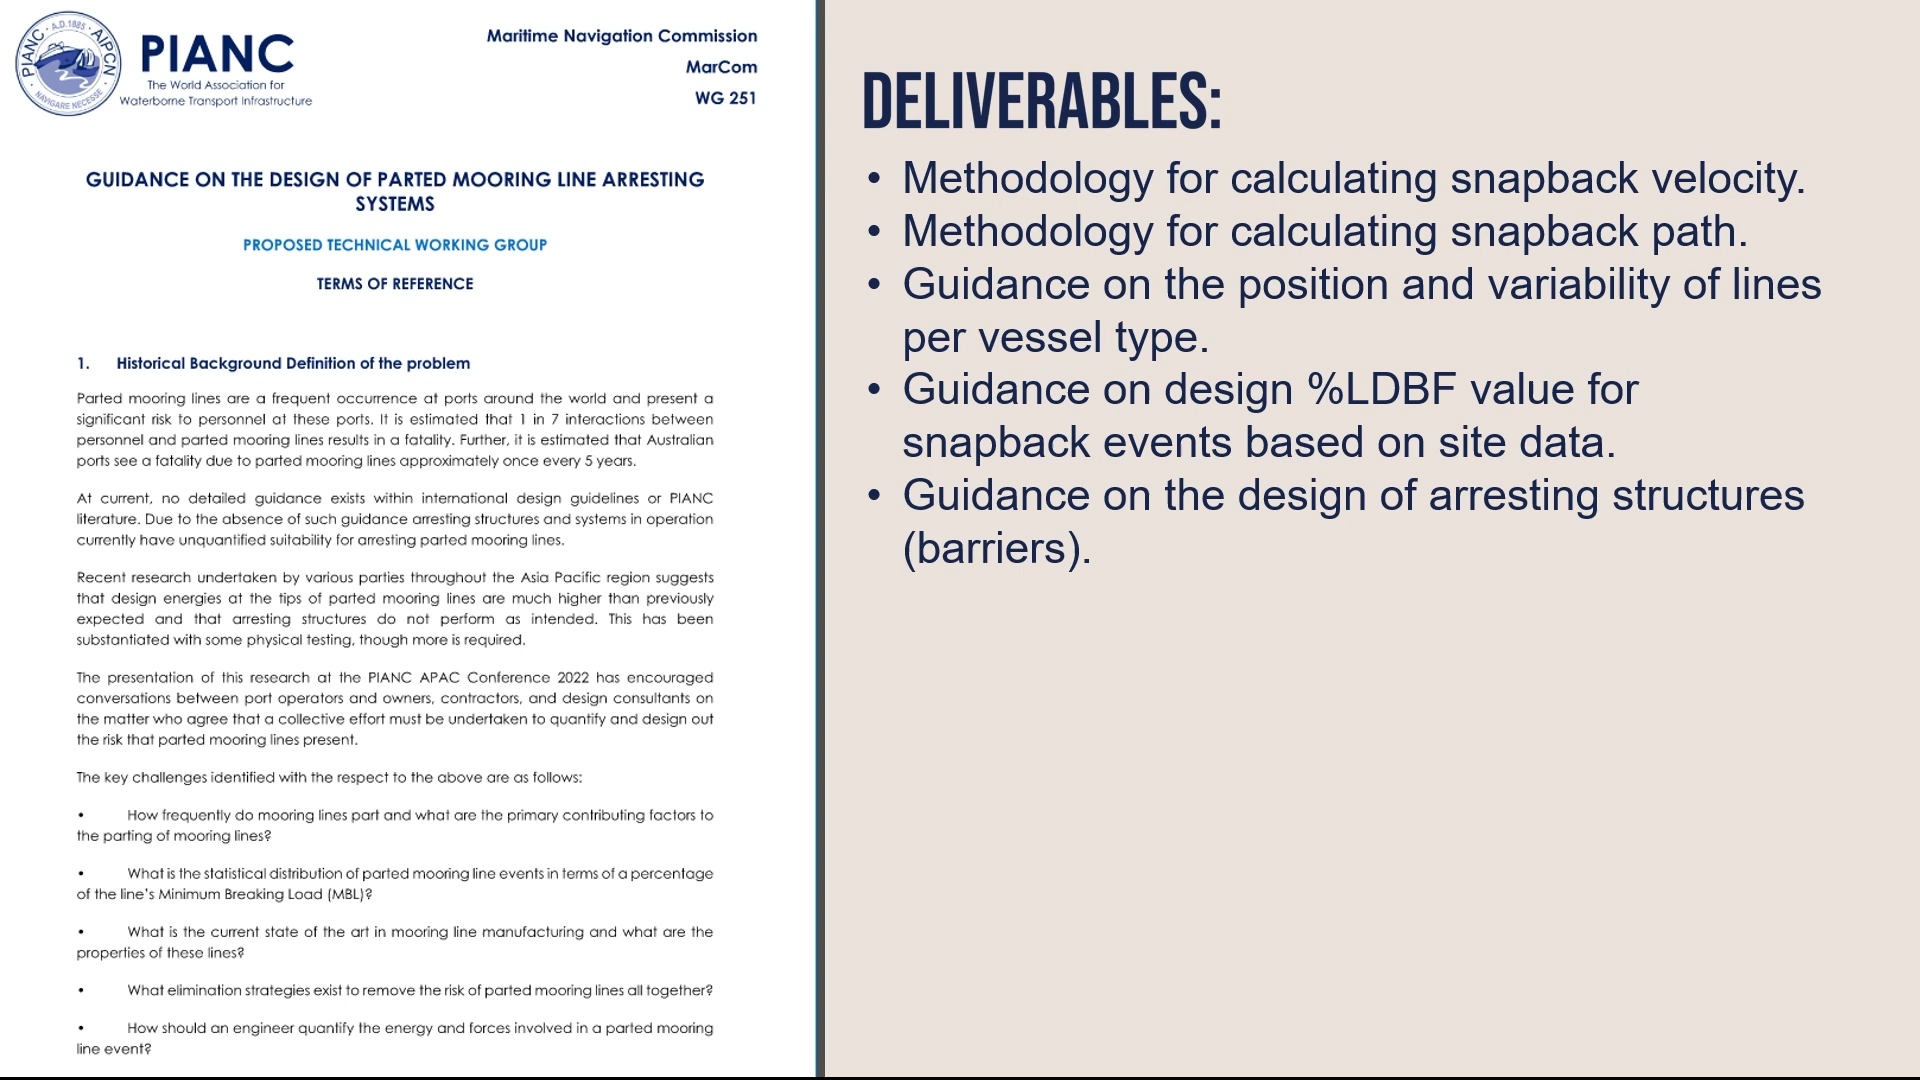 PIANC · A.D.1885 · AIPCN · NAVIGARE NECESSE ·
PIANC
The World Association for
Waterborne Transport Infrastructure
Maritime Navigation Commission
MarCom
WG 251
GUIDANCE ON THE DESIGN OF PARTED MOORING LINE ARRESTING
SYSTEMS
PROPOSED TECHNICAL WORKING GROUP
TERMS OF REFERENCE
1. Historical Background Definition of the problem
Parted mooring lines are a frequent occurrence at ports around the world and present a
significant risk to personnel at these ports. It is estimated that 1 in 7 interactions between
personnel and parted mooring lines results in a fatality. Further, it is estimated that Australian
ports see a fatality due to parted mooring lines approximately once every 5 years.
At current, no detailed guidance exists within international design guidelines or PIANC
literature. Due to the absence of such guidance arresting structures and systems in operation
currently have unquantified suitability for arresting parted mooring lines.
Recent research undertaken by various parties throughout the Asia Pacific region suggests
that design energies at the tips of parted mooring lines are much higher than previously
expected and that arresting structures do not perform as intended. This has been
substantiated with some physical testing, though more is required.
The presentation of this research at the PIANC APAC Conference 2022 has encouraged
conversations between port operators and owners, contractors, and design consultants on
the matter who agree that a collective effort must be undertaken to quantify and design out
the risk that parted mooring lines present.
The key challenges identified with the respect to the above are as follows:
• How frequently do mooring lines part and what are the primary contributing factors to
the parting of mooring lines?
• What is the statistical distribution of parted mooring line events in terms of a percentage
of the line's Minimum Breaking Load (MBL)?
• What is the current state of the art in mooring line manufacturing and what are the
properties of these lines?
• What elimination strategies exist to remove the risk of parted mooring lines all together?
• How should an engineer quantify the energy and forces involved in a parted mooring
line event?
DELIVERABLES:
• Methodology for calculating snapback velocity.
• Methodology for calculating snapback path.
• Guidance on the position and variability of lines
per vessel type.
• Guidance on design %LDBF value for
snapback events based on site data.
• Guidance on the design of arresting structures
(barriers).